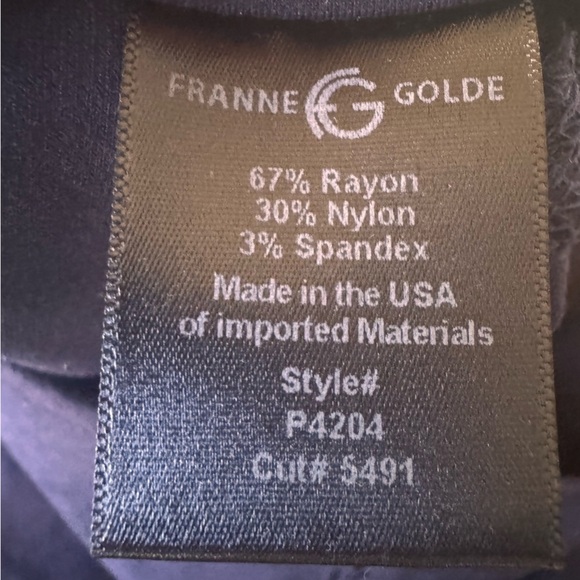 FRANNE FG GOLDE
67% Rayon
30% Nylon
3% Spandex
Made in the USA
of imported Materials
Style#
P4204
Cut# 5491